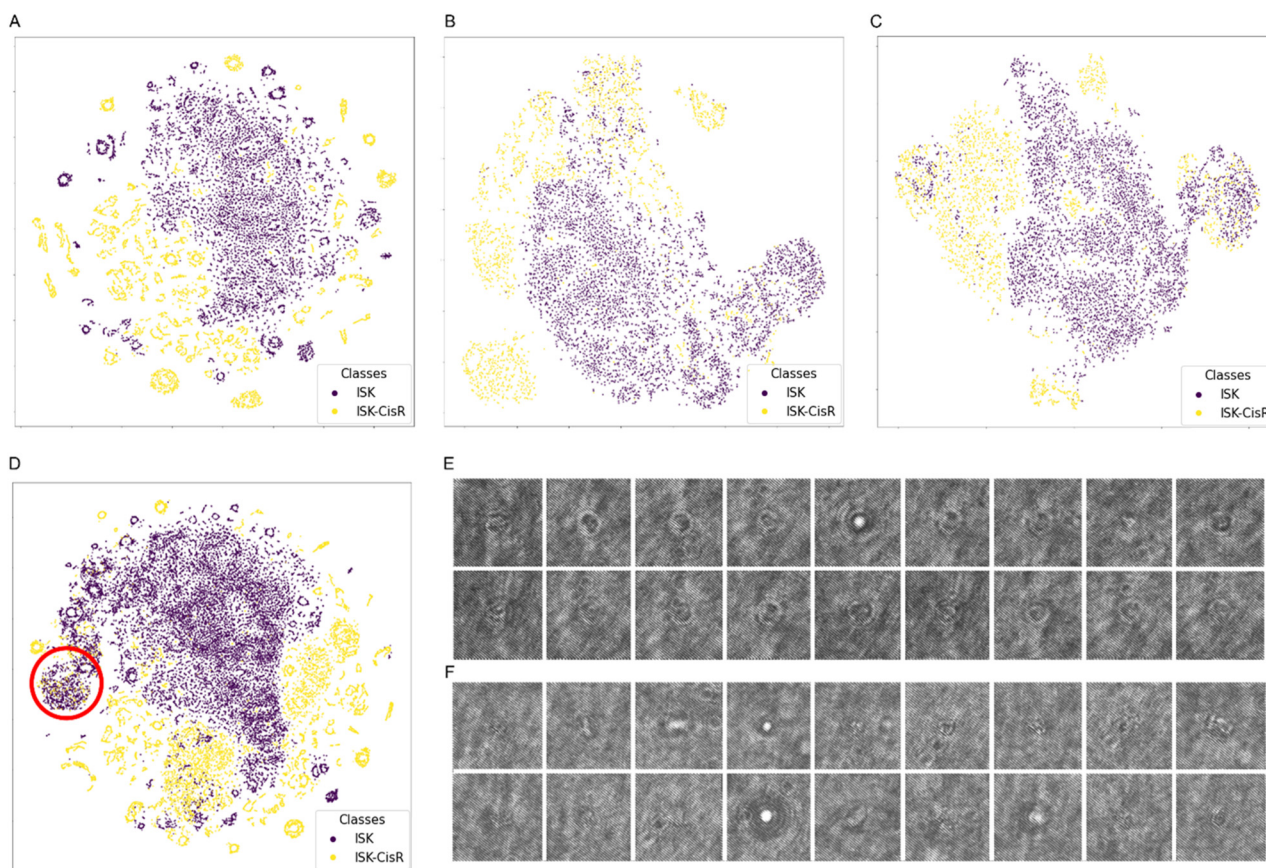 A
B
C
Classes
ISK
ISK-CisR
Classes
ISK
ISK-CisR
Classes
ISK
ISK-CisR
D
E
F
Classes
ISK
ISK-CisR